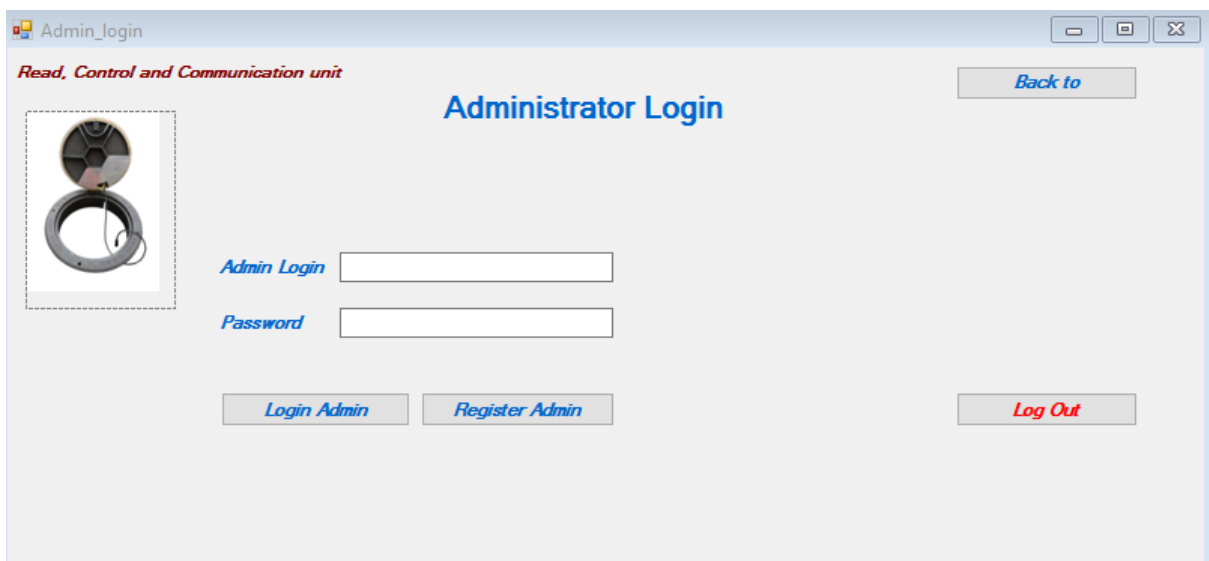 Admin_login
Read, Control and Communication unit
Back to
Administrator Login
Admin Login
Password
Login Admin
Register Admin
Log Out